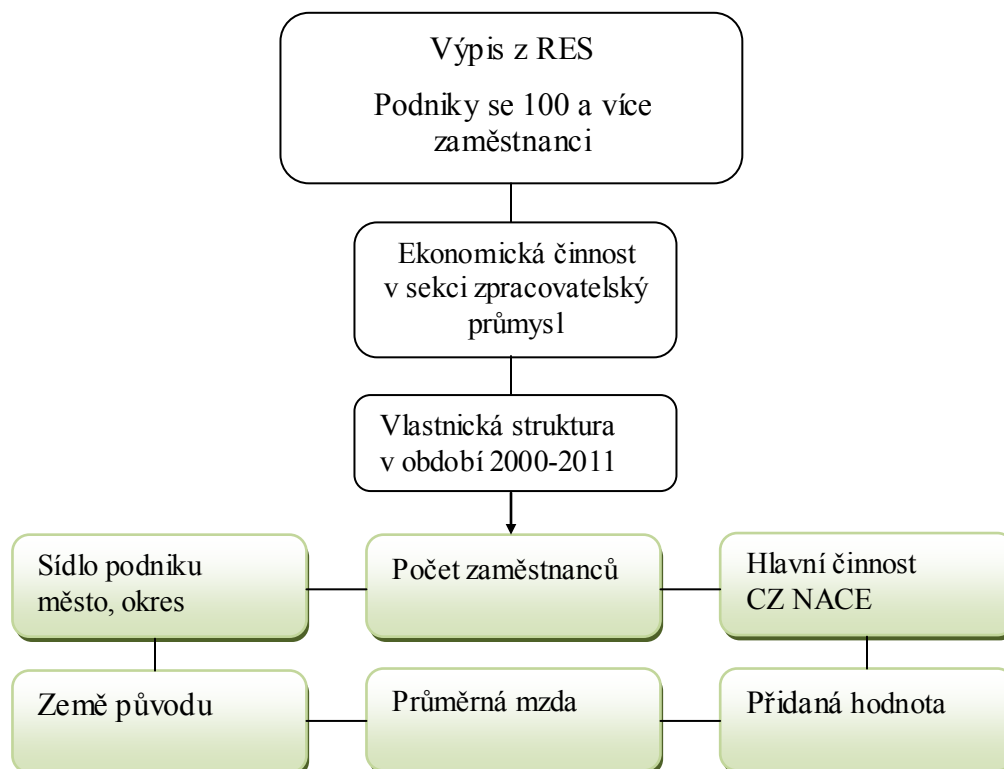 Výpis z RES
Podniky se 100 a více
zaměstnanci
Ekonomická činnost
v sekci zpracovatelský
průmysl
Vlastnická struktura
v období 2000-2011
Sídlo podniku
město, okres
Počet zaměstnanců
Hlavní činnost
CZ NACE
Země původu
Průměrná mzda
Přidaná hodnota